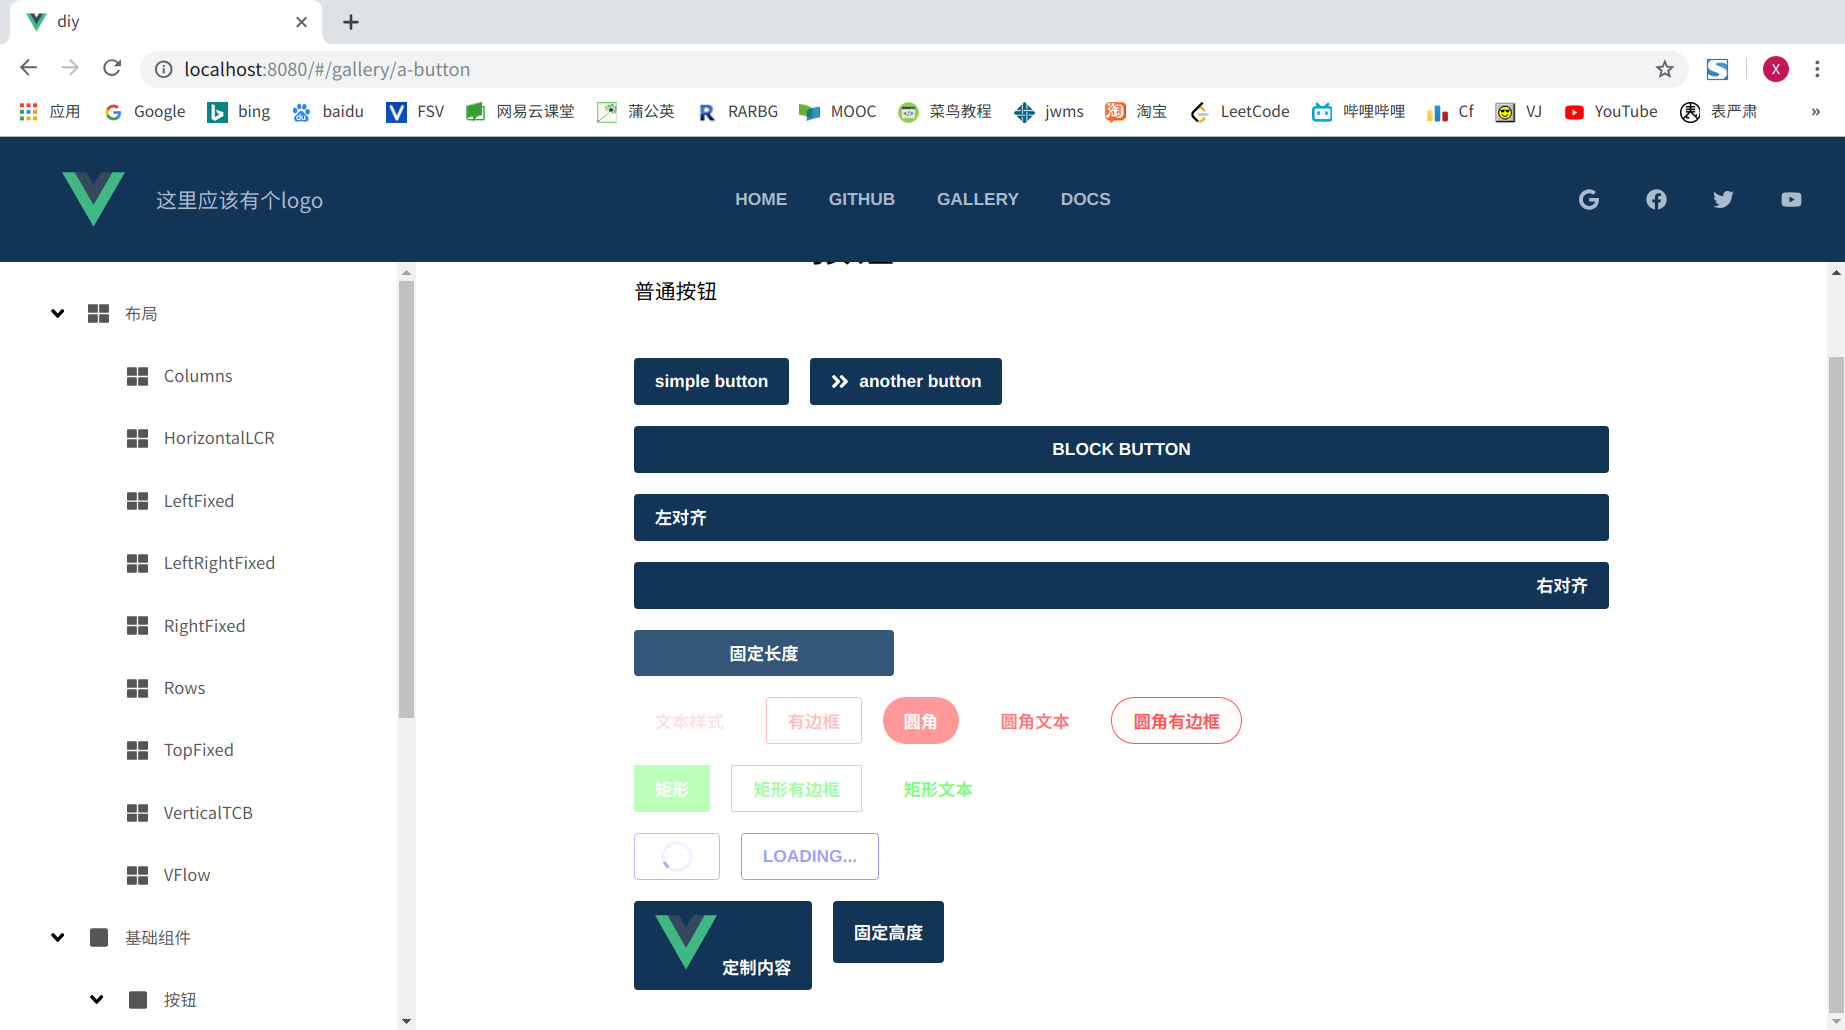 diy
localhost:8080/#/gallery/a-button
X
应用 Google bing baidu FSV 网易云课堂 蒲公英 RARBG MOOC 菜鸟教程 jwms 淘宝 LeetCode 哔哩哔哩 Cf VJ YouTube 表严肃 »
这里应该有个logo HOME GITHUB GALLERY DOCS
布局
Columns
HorizontalLCR
LeftFixed
LeftRightFixed
RightFixed
Rows
TopFixed
VerticalTCB
VFlow
基础组件
按钮
普通按钮
simple button another button
BLOCK BUTTON
左对齐
右对齐
固定长度
文本样式 有边框 圆角 圆角文本 圆角有边框
矩形 矩形有边框 矩形文本
LOADING...
定制内容 固定高度